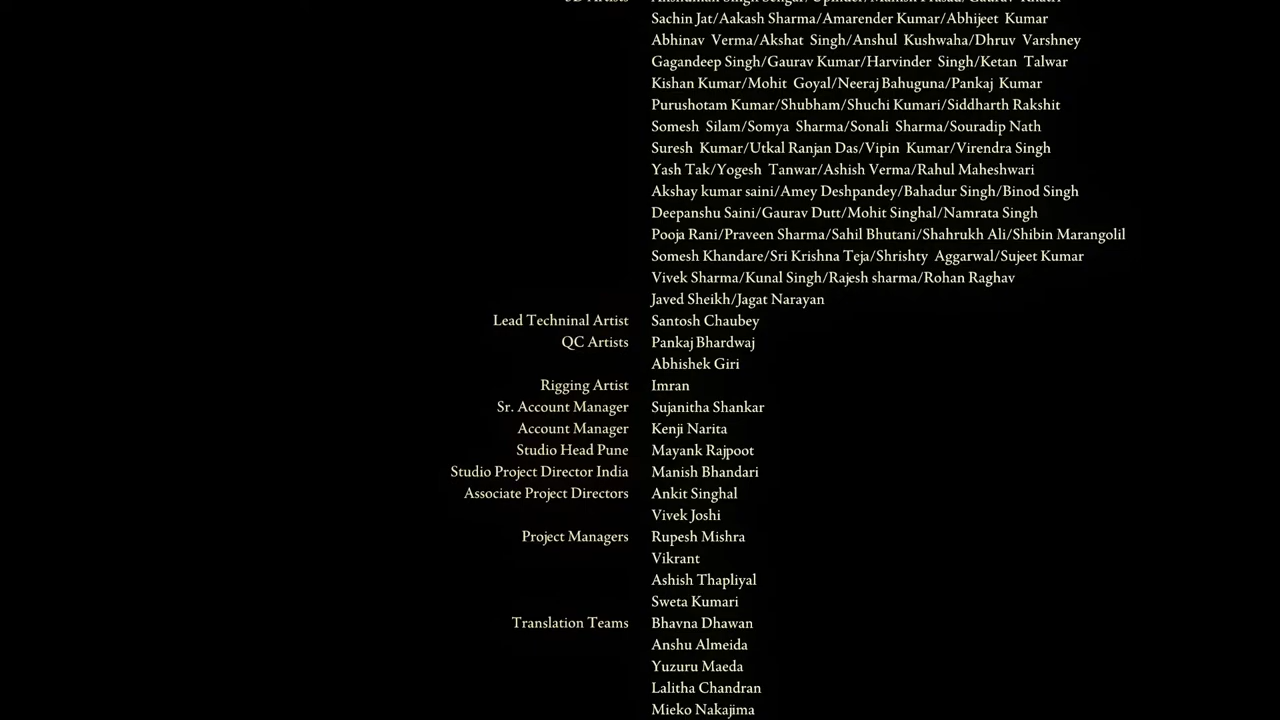 Sachin Jat/Aakash Sharma/Amarender Kumar/Abhijeet Kumar
Abhinav Verma/Akshat Singh/Anshul Kushwaha/Dhruv Varshney
Gagandeep Singh/Gaurav Kumar/Harvinder Singh/Ketan Talwar
Kishan Kumar/Mohit Goyal/Neeraj Bahuguna/Pankaj Kumar
Purushotam Kumar/Shubham/Shuchi Kumari/Siddharth Rakshit
Somesh Silam/Somya Sharma/Sonali Sharma/Souradip Nath
Suresh Kumar/Utkal Ranjan Das/Vipin Kumar/Virendra Singh
Yash Tak/Yogesh Tanwar/Ashish Verma/Rahul Maheshwari
Akshay kumar saini/Amey Deshpandey/Bahadur Singh/Binod Singh
Deepanshu Saini/Gaurav Dutt/Mohit Singhal/Namrata Singh
Pooja Rani/Praveen Sharma/Sahil Bhutani/Shahrukh Ali/Shibin Marangolil
Somesh Khandare/Sri Krishna Teja/Shrishty Aggarwal/Sujeet Kumar
Vivek Sharma/Kunal Singh/Rajesh sharma/Rohan Raghav
Javed Sheikh/Jagat Narayan
Lead Techninal Artist Santosh Chaubey
QC Artists Pankaj Bhardwaj
Abhishek Giri
Rigging Artist Imran
Sr. Account Manager Sujanitha Shankar
Account Manager Kenji Narita
Studio Head Pune Mayank Rajpoot
Studio Project Director India Manish Bhandari
Associate Project Directors Ankit Singhal
Vivek Joshi
Project Managers Rupesh Mishra
Vikrant
Ashish Thapliyal
Sweta Kumari
Translation Teams Bhavna Dhawan
Anshu Almeida
Yuzuru Maeda
Lalitha Chandran
Mieko Nakajima